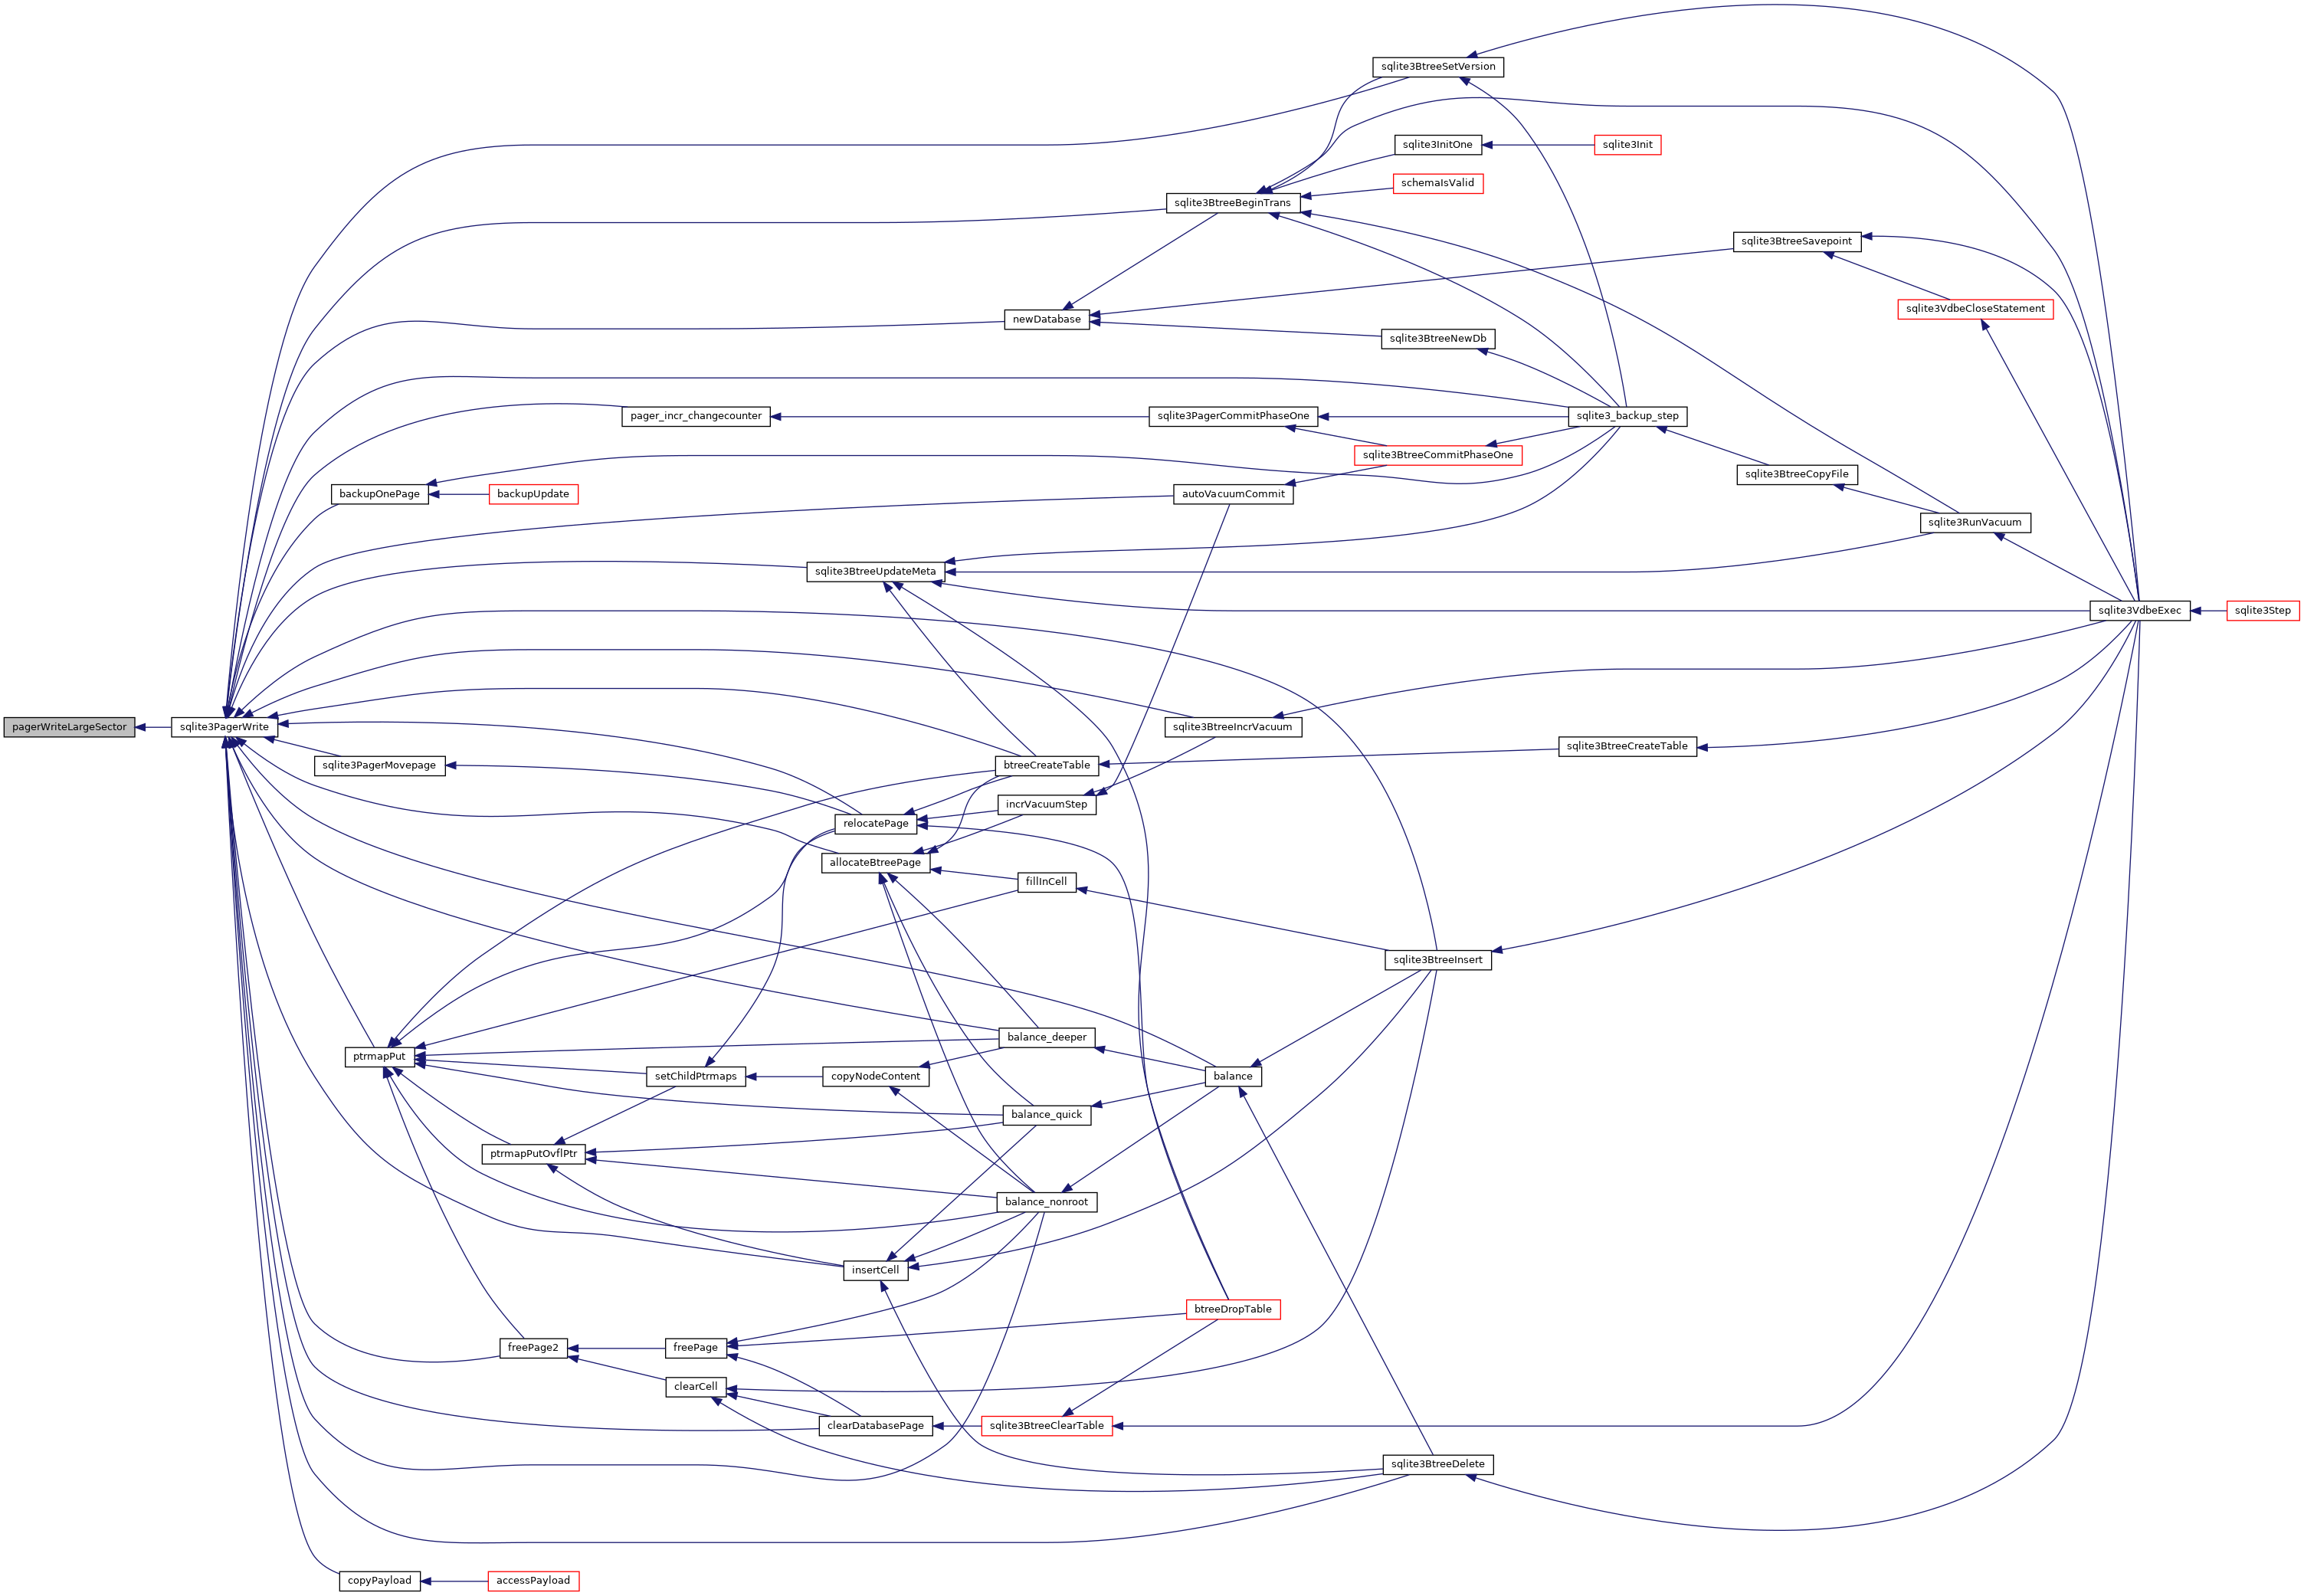 sqlite3BtreeSetVersion
sqlite3InitOne
sqlite3Init
schemaIsValid
sqlite3BtreeBeginTrans
sqlite3BtreeSavepoint
sqlite3VdbeCloseStatement
newDatabase
sqlite3BtreeNewDb
pager_incr_changecounter
sqlite3PagerCommitPhaseOne
sqlite3_backup_step
sqlite3BtreeCommitPhaseOne
sqlite3BtreeCopyFile
backupOnePage
backupUpdate
autoVacuumCommit
sqlite3RunVacuum
sqlite3BtreeUpdateMeta
sqlite3VdbeExec
sqlite3Step
pagerWriteLargeSector
sqlite3PagerWrite
sqlite3BtreeIncrVacuum
sqlite3BtreeCreateTable
sqlite3PagerMovepage
btreeCreateTable
incrVacuumStep
relocatePage
allocateBtreePage
fillInCell
sqlite3BtreeInsert
balance_deeper
ptrmapPut
setChildPtrmaps
copyNodeContent
balance
balance_quick
ptrmapPutOvflPtr
balance_nonroot
insertCell
btreeDropTable
freePage2
freePage
clearCell
clearDatabasePage
sqlite3BtreeClearTable
sqlite3BtreeDelete
copyPayload
accessPayload